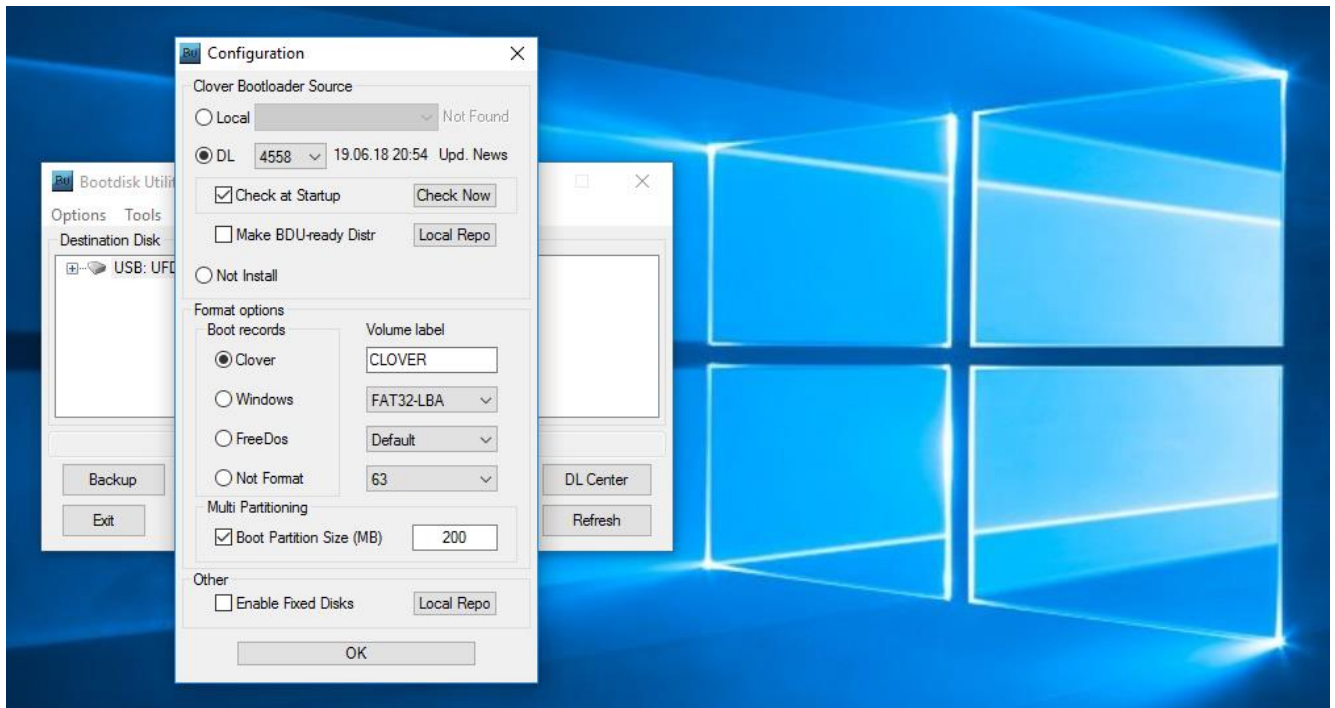 Bu Configuration
Clover Bootloader Source
Local Not Found
DL 4558 19.06.18 20:54 Upd. News
Check at Startup Check Now
Make BDU-ready Distr Local Repo
Not Install
Format options
Boot records Volume label
Clover CLOVER
Windows FAT32-LBA
FreeDos Default
Not Format 63
Multi Partitioning
Boot Partition Size (MB) 200
Other
Enable Fixed Disks Local Repo
OK
Bu Bootdisk Utilit
Options Tools
Destination Disk
USB: UFD
Backup DL Center
Exit Refresh